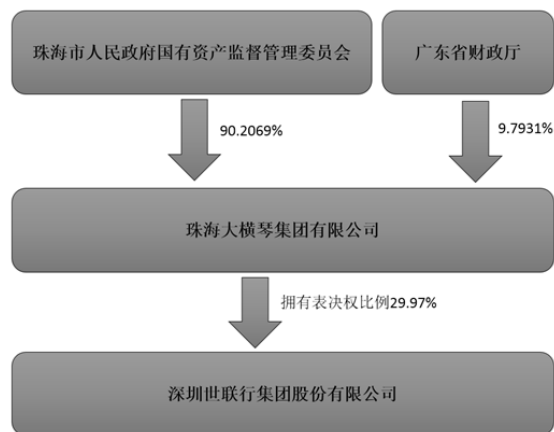 珠海市人民政府国有资产监督管理委员会
广东省财政厅
90.2069%
9.7931%
珠海大横琴集团有限公司
拥有表决权比例29.97%
深圳世联行集团股份有限公司